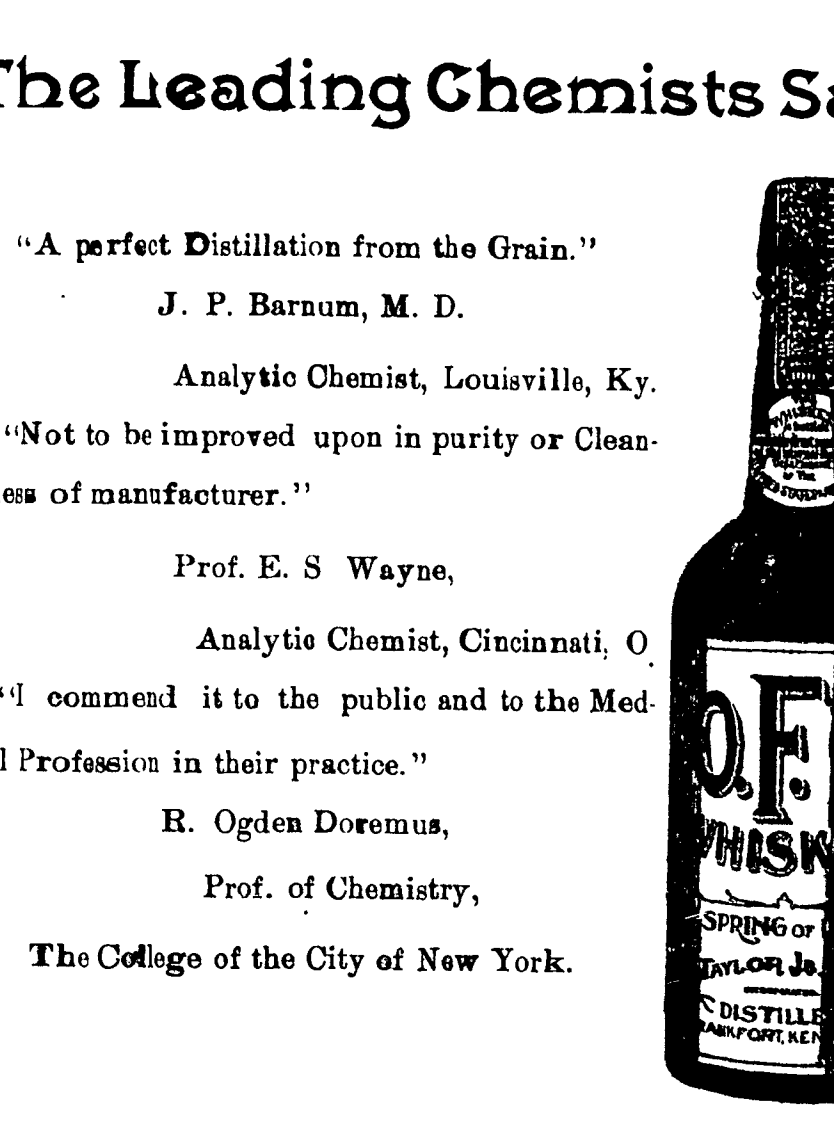 The Leading Chemists Sa
“A perfect Distillation from the Grain.”
J. P. Barnum, M. D.
Analytic Chemist, Louisville, Ky.
“Not to be improved upon in purity or Clean-
ess of manufacturer.”
Prof. E. S Wayne,
Analytic Chemist, Cincinnati, O.
“I commend it to the public and to the Med-
l Profession in their practice.”
R. Ogden Doremus,
Prof. of Chemistry,
The College of the City of New York.
O.F.
WHISK
SPRING OF
TAYLOR JR.
DISTILLE
RANKFORT, KEN